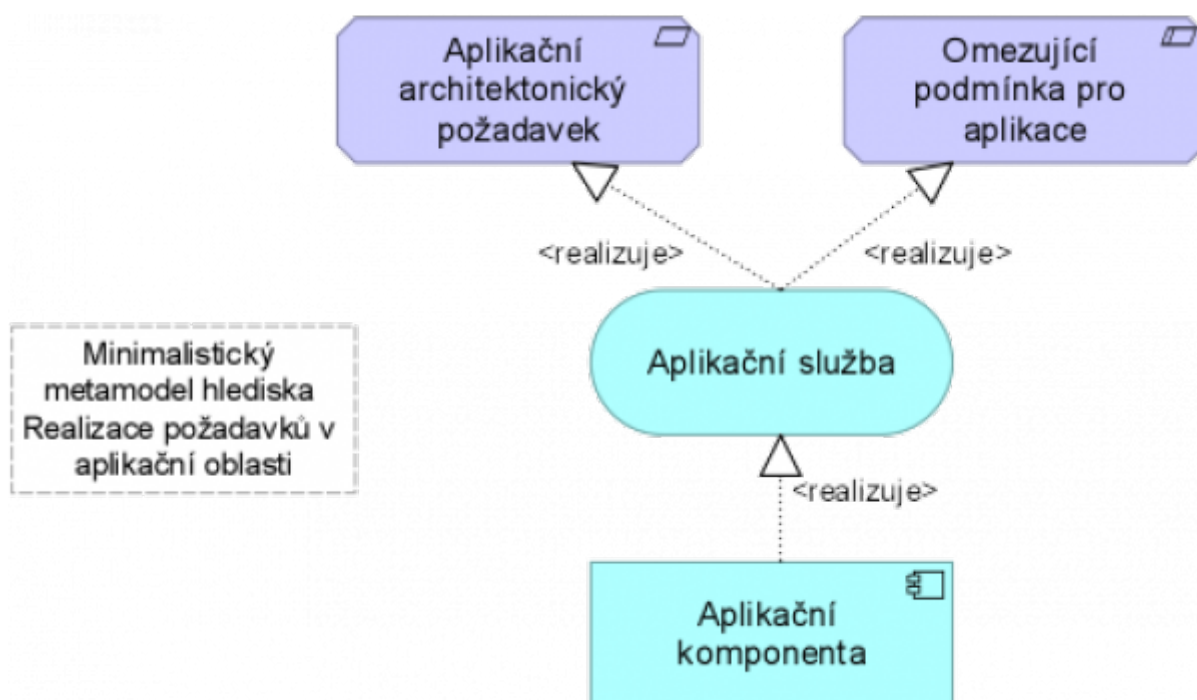 Aplikační
architektonický
požadavek
Omezující
podmínka pro
aplikace
<realizuje>
<realizuje>
Aplikační služba
Minimalistický
metamodel hlediska
Realizace požadavků v
aplikační oblasti
<realizuje>
Aplikační
komponenta